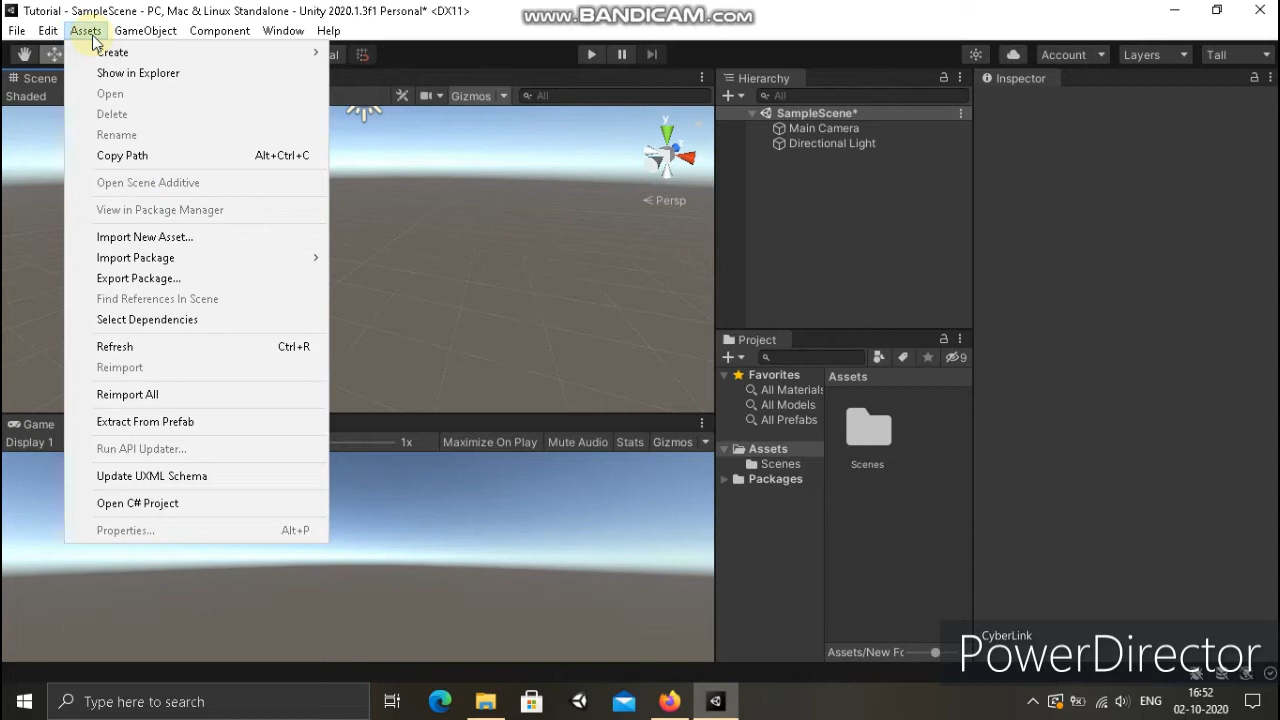 Tutorial - SampleScene - PC, Mac & Linux Standalone - Unity 2020.1.3f1 Personal* <DX11>
www.BANDICAM.com
File Edit Assets GameObject Component Window Help
Account Layers Tall
Scene
Shaded
Gizmos All
Create
Show in Explorer
Open
Delete
Rename
Copy Path Alt+Ctrl+C
Open Scene Additive
View in Package Manager
Import New Asset...
Import Package
Export Package...
Find References In Scene
Select Dependencies
Refresh Ctrl+R
Reimport
Reimport All
Extract From Prefab
Run API Updater...
Update UXML Schema
Open C# Project
Properties... Alt+P
y
Persp
Hierarchy
All
SampleScene*
Main Camera
Directional Light
Inspector
Project
9
Favorites
All Materials
All Models
All Prefabs
Assets
Scenes
Packages
Assets
Scenes
Assets/New Fo
Game
Display 1 1x Maximize On Play Mute Audio Stats Gizmos
CyberLink
PowerDirector
Type here to search
ENG
16:52
02-10-2020